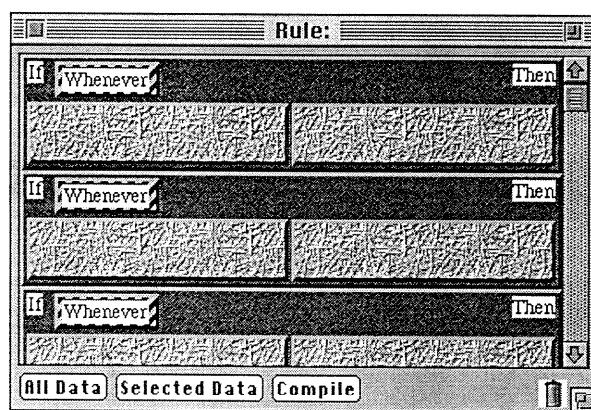 Rule:
If Whenever Then
If Whenever Then
If Whenever Then
All Data Selected Data Compile